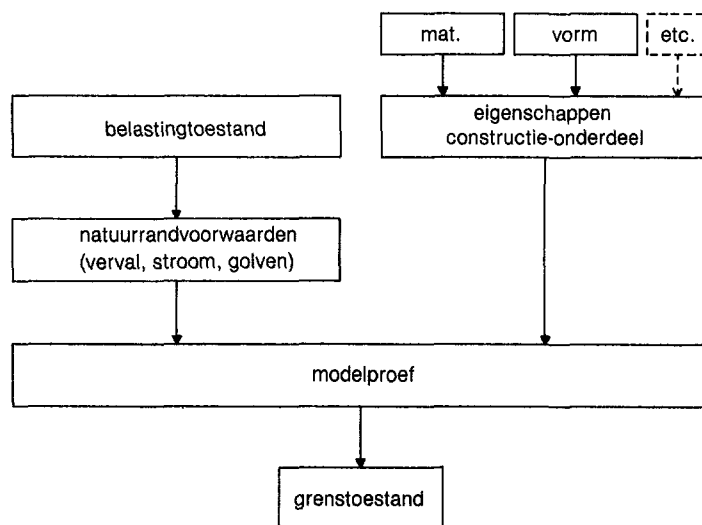 mat.
vorm
etc.
belastingtoestand
eigenschappen
constructie-onderdeel
natuurrandvoorwaarden
(verval, stroom, golven)
modelproef
grenstoestand